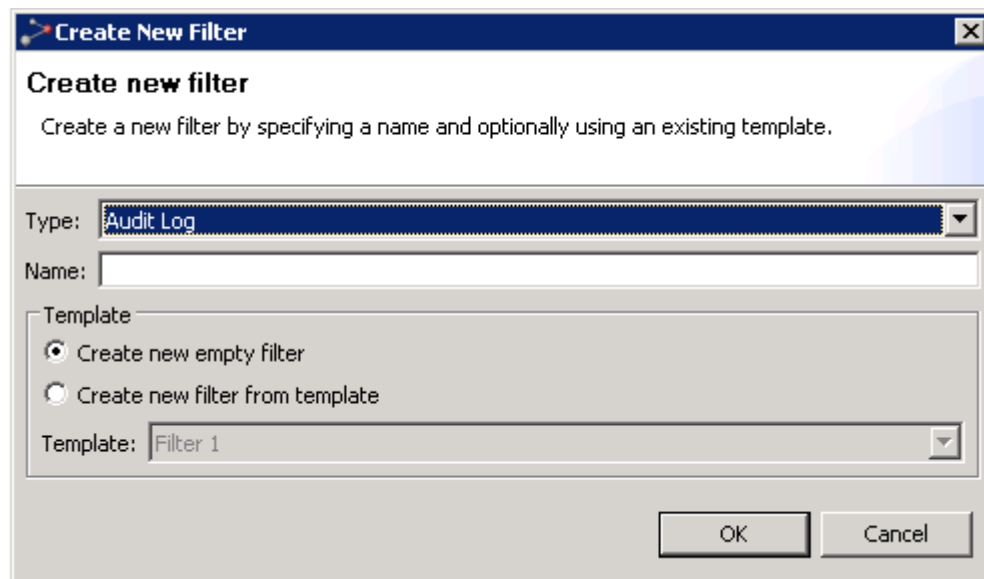 Create New Filter
Create new filter
Create a new filter by specifying a name and optionally using an existing template.
Type: Audit Log
Name:
Template
Create new empty filter
Create new filter from template
Template: Filter 1
OK Cancel